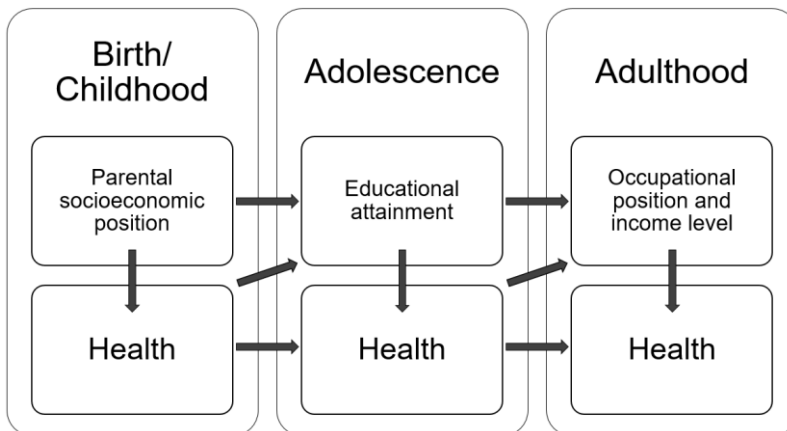 Birth/
Childhood
Adolescence
Adulthood
Parental
socioeconomic
position
Educational
attainment
Occupational
position and
income level
Health
Health
Health